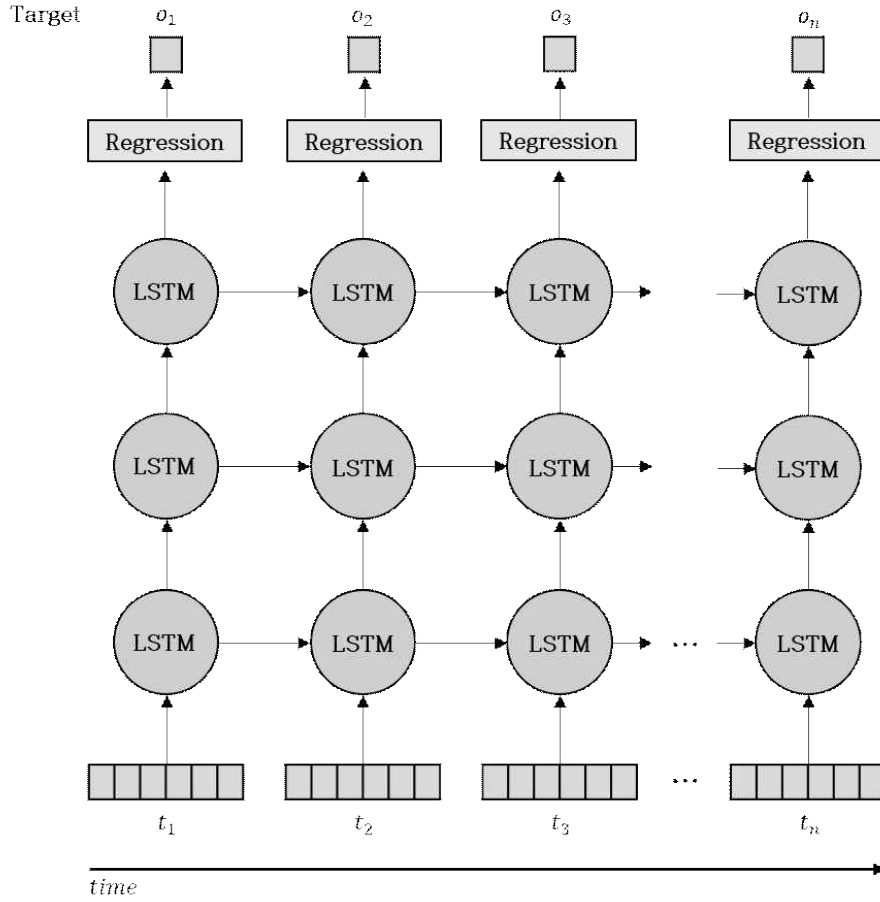 Target o₁ o₂ o₃ oₙ
Regression Regression Regression Regression
LSTM LSTM LSTM LSTM
LSTM LSTM LSTM LSTM
LSTM LSTM LSTM ... LSTM
...
t₁ t₂ t₃ tₙ
time